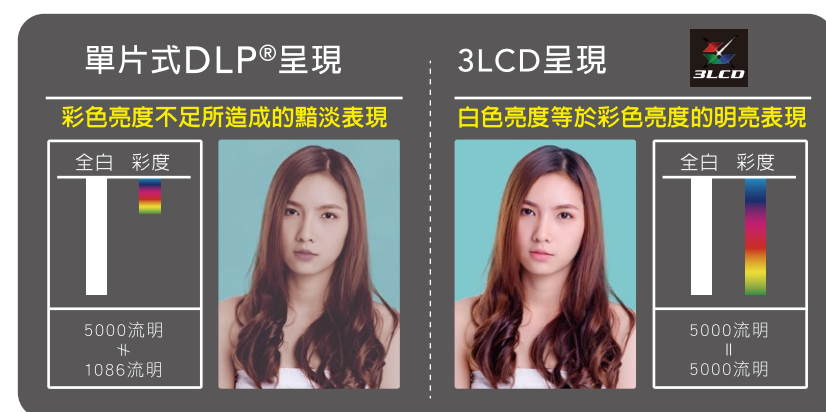 單片式DLP®呈現
彩色亮度不足所造成的黯淡表現
全白 彩度
5000流明
≠
1086流明
3LCD呈現
3LCD
白色亮度等於彩色亮度的明亮表現
全白 彩度
5000流明
=
5000流明